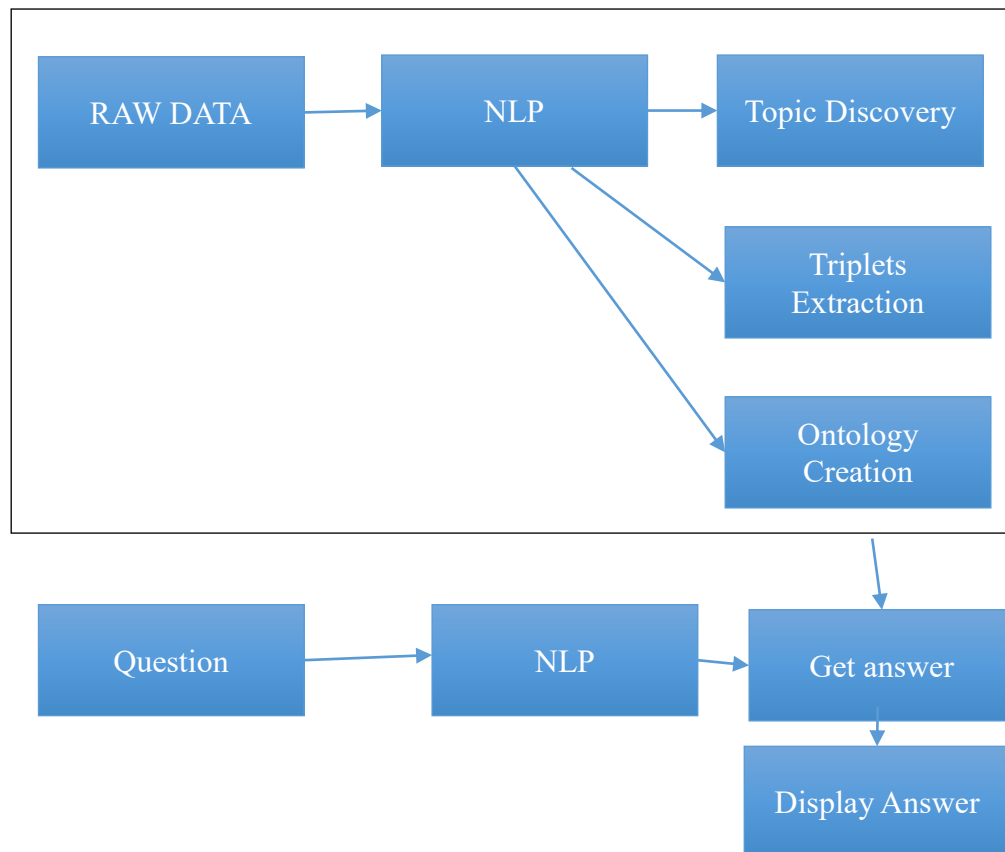 RAW DATA
NLP
Topic Discovery
Triplets
Extraction
Ontology
Creation
Question
NLP
Get answer
Display Answer